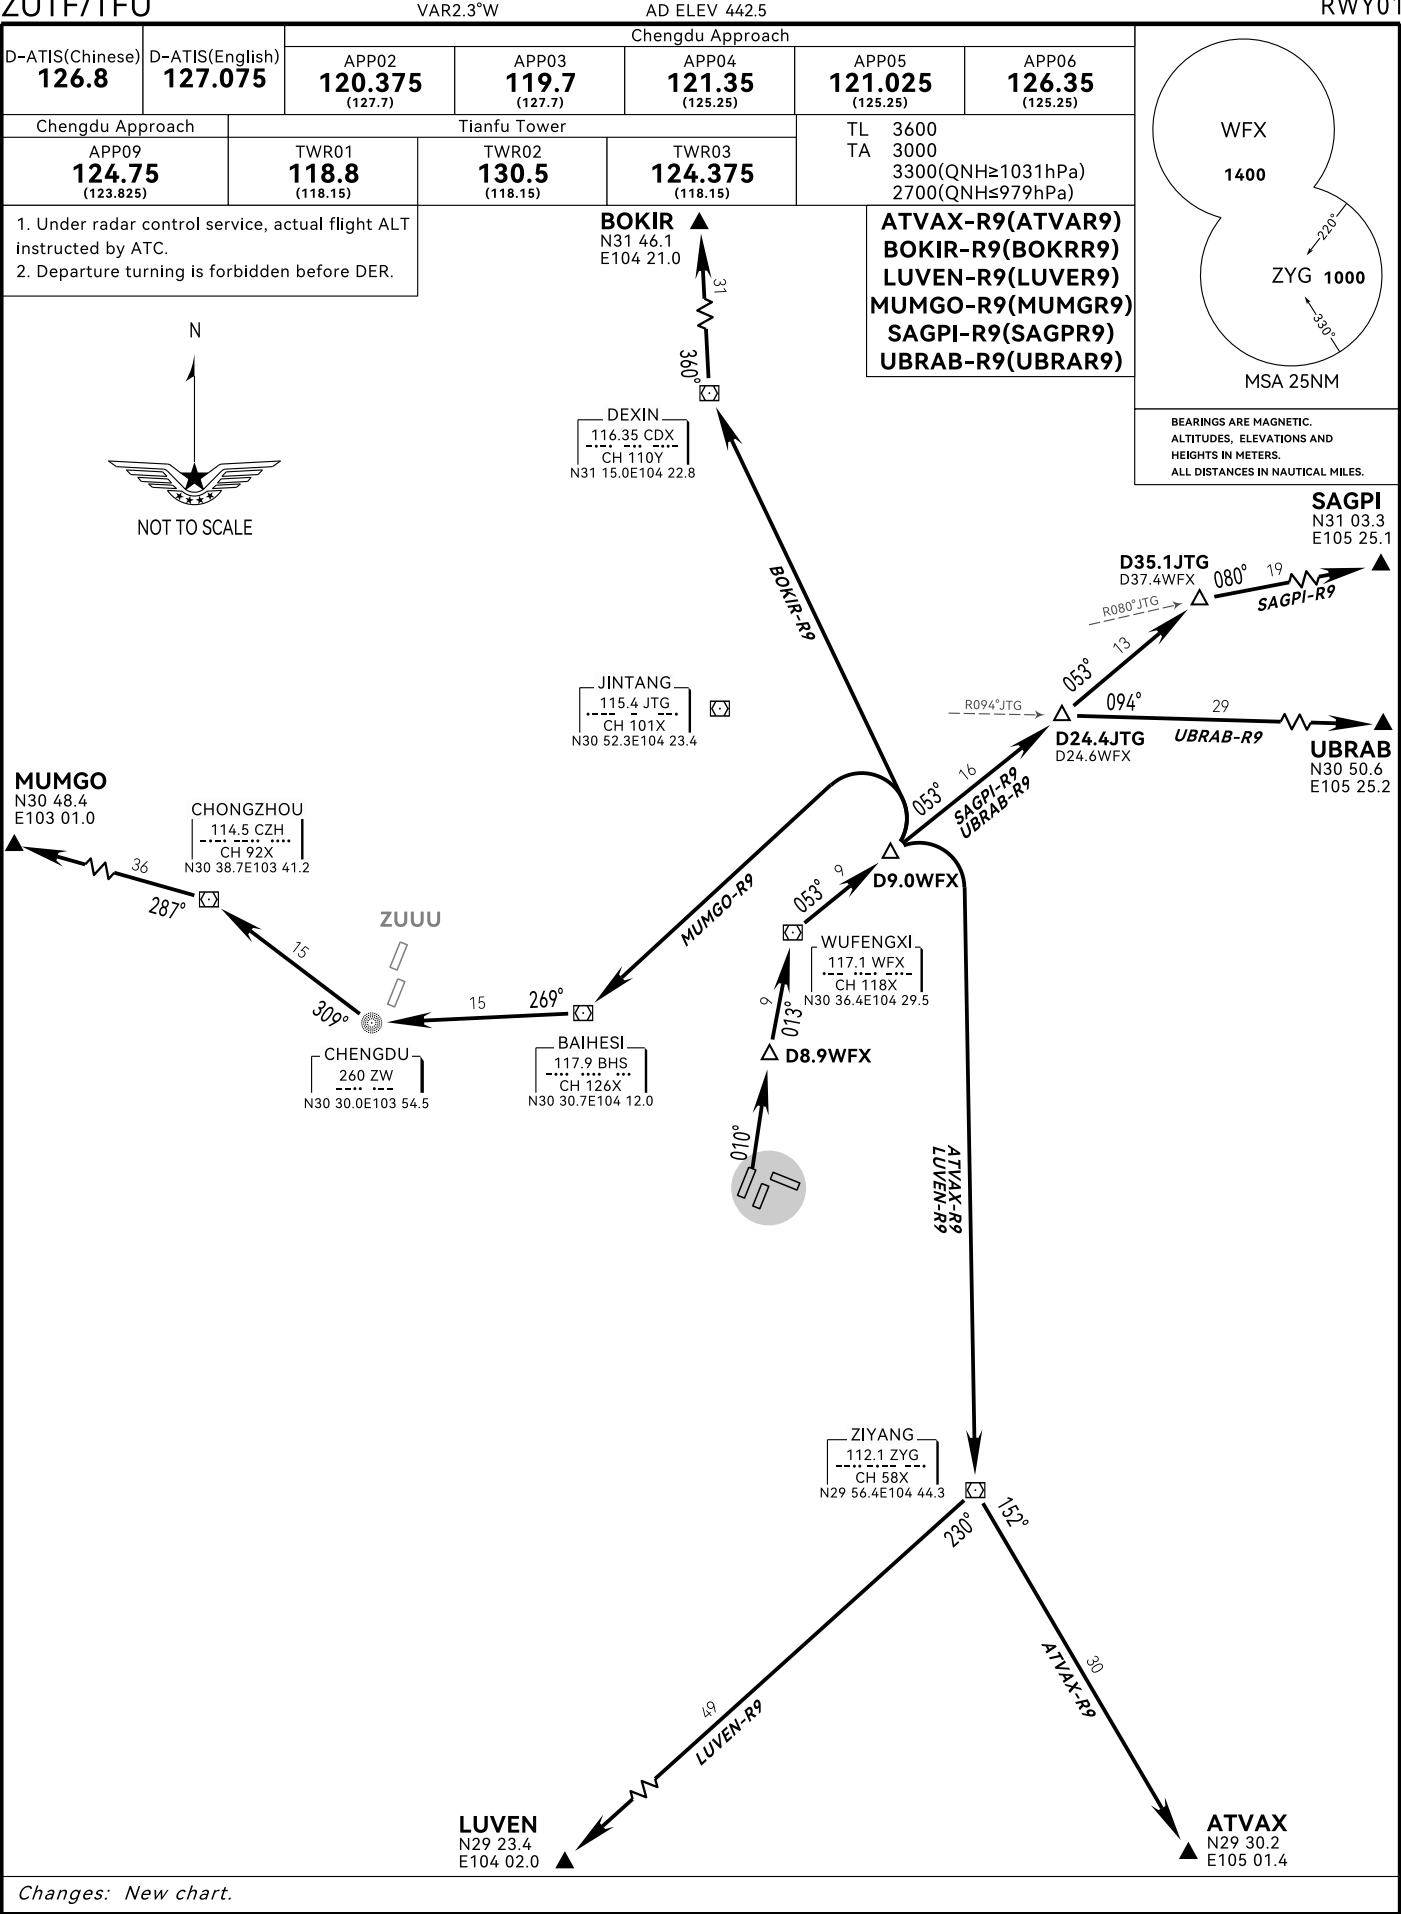 ZUTF/TFU
VAR2.3°W
AD ELEV 442.5
RWY01
D-ATIS(Chinese)
126.8
D-ATIS(English)
127.075
Chengdu Approach
APP02
120.375
(127.7)
APP03
119.7
(127.7)
APP04
121.35
(125.25)
APP05
121.025
(125.25)
APP06
126.35
(125.25)
Chengdu Approach
APP09
124.75
(123.825)
Tianfu Tower
TWR01
118.8
(118.15)
TWR02
130.5
(118.15)
TWR03
124.375
(118.15)
TL 3600
TA 3000
3300(QNH≥1031hPa)
2700(QNH≤979hPa)
WFX
1400
220°
ZYG 1000
330°
MSA 25NM
BEARINGS ARE MAGNETIC.
ALTITUDES, ELEVATIONS AND
HEIGHTS IN METERS.
ALL DISTANCES IN NAUTICAL MILES.
1. Under radar control service, actual flight ALT
instructed by ATC.
2. Departure turning is forbidden before DER.
ATVAX-R9(ATVAR9)
BOKIR-R9(BOKRR9)
LUVEN-R9(LUVER9)
MUMGO-R9(MUMGR9)
SAGPI-R9(SAGPR9)
UBRAB-R9(UBRAR9)
N
NOT TO SCALE
BOKIR
N31 46.1
E104 21.0
31
360°
DEXIN
116.35 CDX
CH 110Y
N31 15.0E104 22.8
BOKIR-R9
SAGPI
N31 03.3
E105 25.1
D35.1JTG
D37.4WFX
080°
19
SAGPI-R9
R080°JTG
13
053°
JINTANG
115.4 JTG
CH 101X
N30 52.3E104 23.4
R094°JTG
094°
29
UBRAB-R9
D24.4JTG
D24.6WFX
UBRAB
N30 50.6
E105 25.2
053°
16
SAGPI-R9
UBRAB-R9
MUMGO
N30 48.4
E103 01.0
36
287°
CHONGZHOU
114.5 CZH
CH 92X
N30 38.7E103 41.2
15
309°
ZUUU
CHENGDU
260 ZW
N30 30.0E103 54.5
15
269°
BAIHESI
117.9 BHS
CH 126X
N30 30.7E104 12.0
MUMGO-R9
D9.0WFX
053°
9
WUFENGXI
117.1 WFX
CH 118X
N30 36.4E104 29.5
9
013°
D8.9WFX
010°
ATVAX-R9
LUVEN-R9
ZIYANG
112.1 ZYG
CH 58X
N29 56.4E104 44.3
230°
152°
49
LUVEN-R9
30
ATVAX-R9
LUVEN
N29 23.4
E104 02.0
ATVAX
N29 30.2
E105 01.4
Changes: New chart.